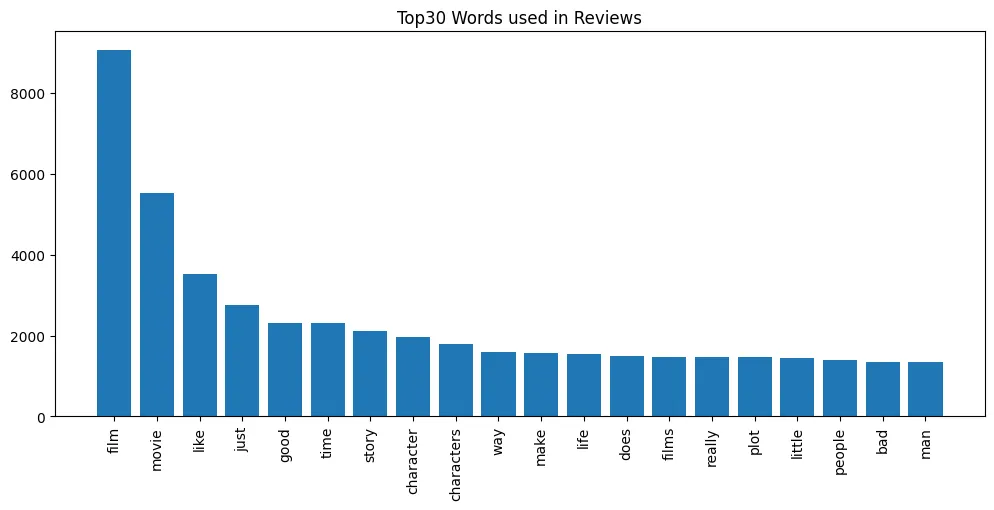 Top30 Words used in Reviews
8000
6000
4000
2000
0
film
movie
like
just
good
time
story
character
characters
way
make
life
does
films
really
plot
little
people
bad
man